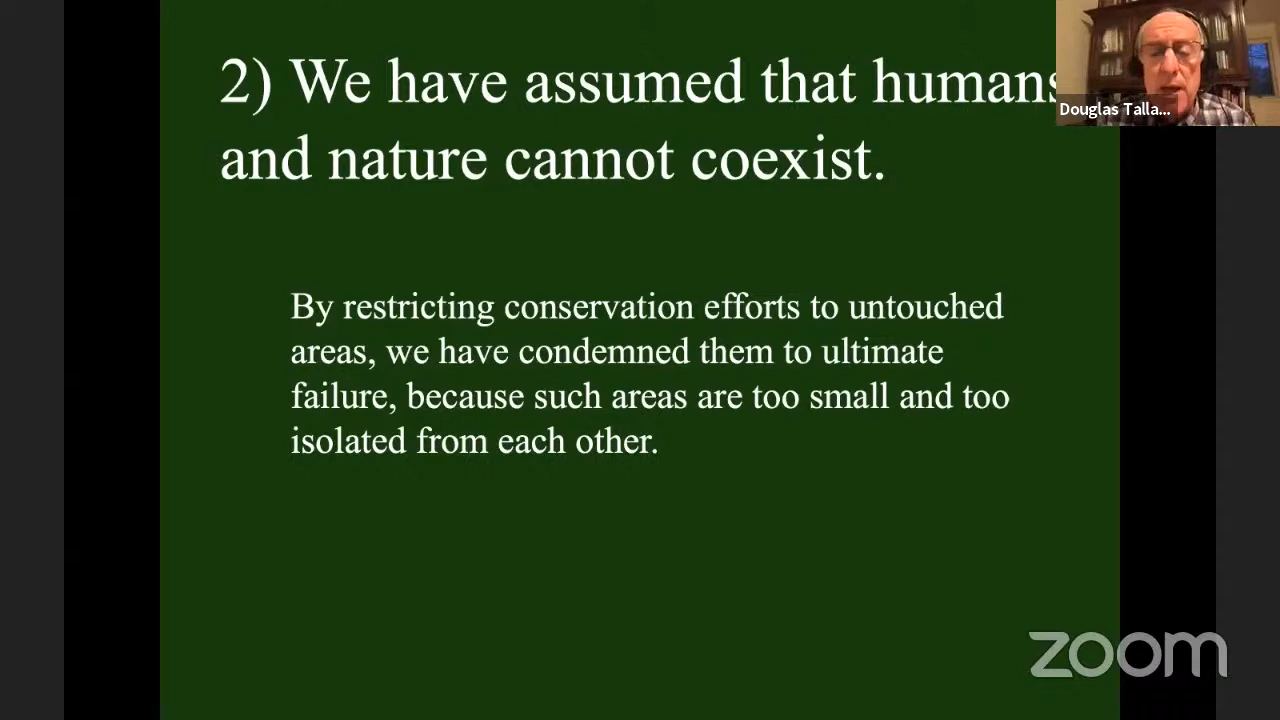 2) We have assumed that humans
and nature cannot coexist.
Douglas Talla...
By restricting conservation efforts to untouched
areas, we have condemned them to ultimate
failure, because such areas are too small and too
isolated from each other.
zoom